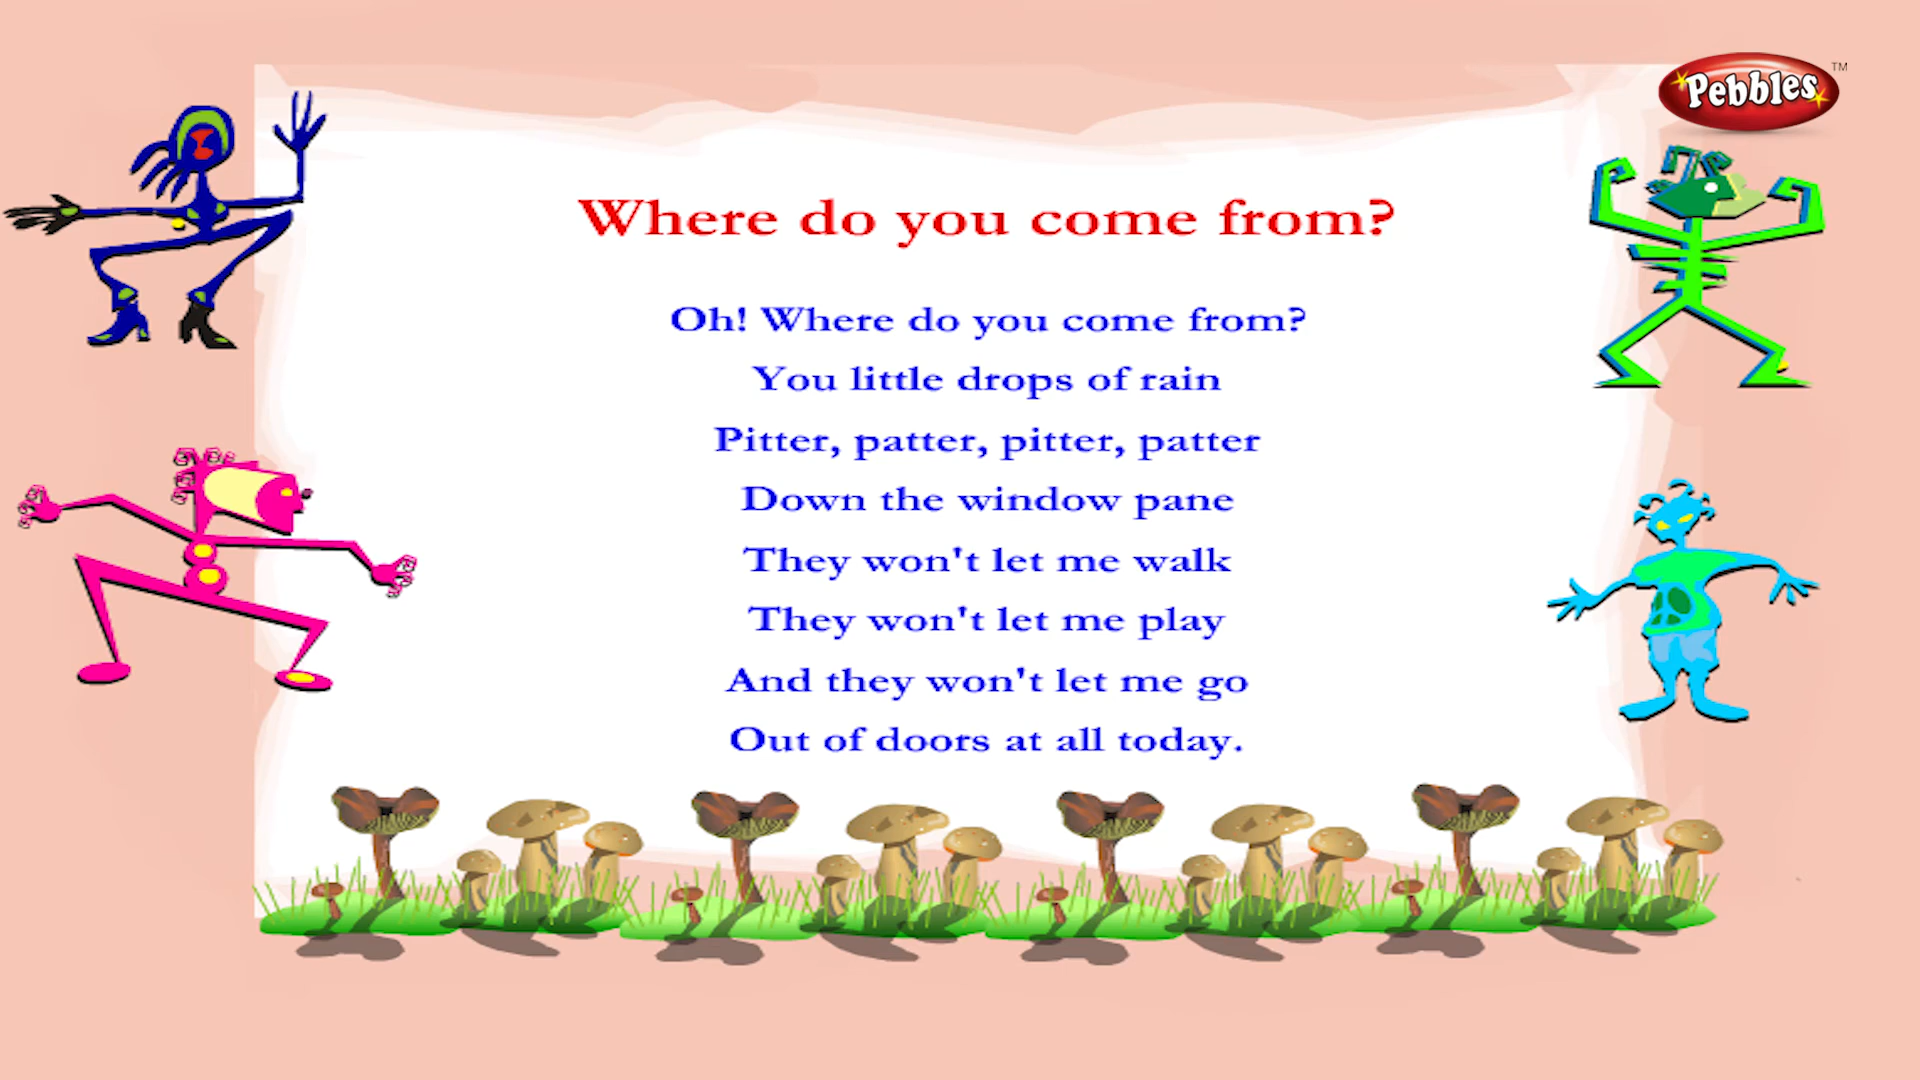 Pebbles TM
Where do you come from?
Oh! Where do you come from?
You little drops of rain
Pitter, patter, pitter, patter
Down the window pane
They won't let me walk
They won't let me play
And they won't let me go
Out of doors at all today.